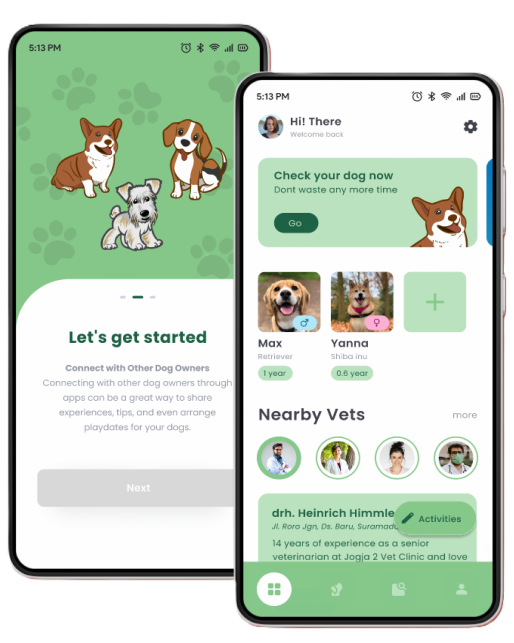 5:13 PM
Let's get started
Connect with Other Dog Owners
Connecting with other dog owners through
apps can be a great way to share
experiences, tips, and even arrange
playdates for your dogs.
Next
5:13 PM
Hi! There
Welcome back
Check your dog now
Dont waste any more time
Go
Max
Retriever
1 year
Yanna
Shiba inu
0.6 year
Nearby Vets
more
drh. Heinrich Himmle
Jl. Roro Jgn, Ds. Baru, Suramad
Activities
14 years of experience as a senior
veterinarian at Jogja 2 Vet Clinic and love